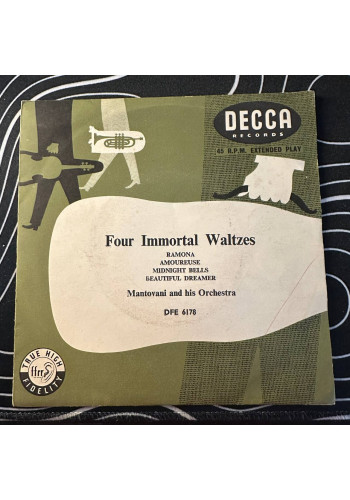 DECCA
RECORDS
45 R.P.M. EXTENDED PLAY
Four Immortal Waltzes
RAMONA
AMOUREUSE
MIDNIGHT BELLS
BEAUTIFUL DREAMER
Mantovani and his Orchestra
DFE 6178
TRUE HIGH
ffrr
FIDELITY